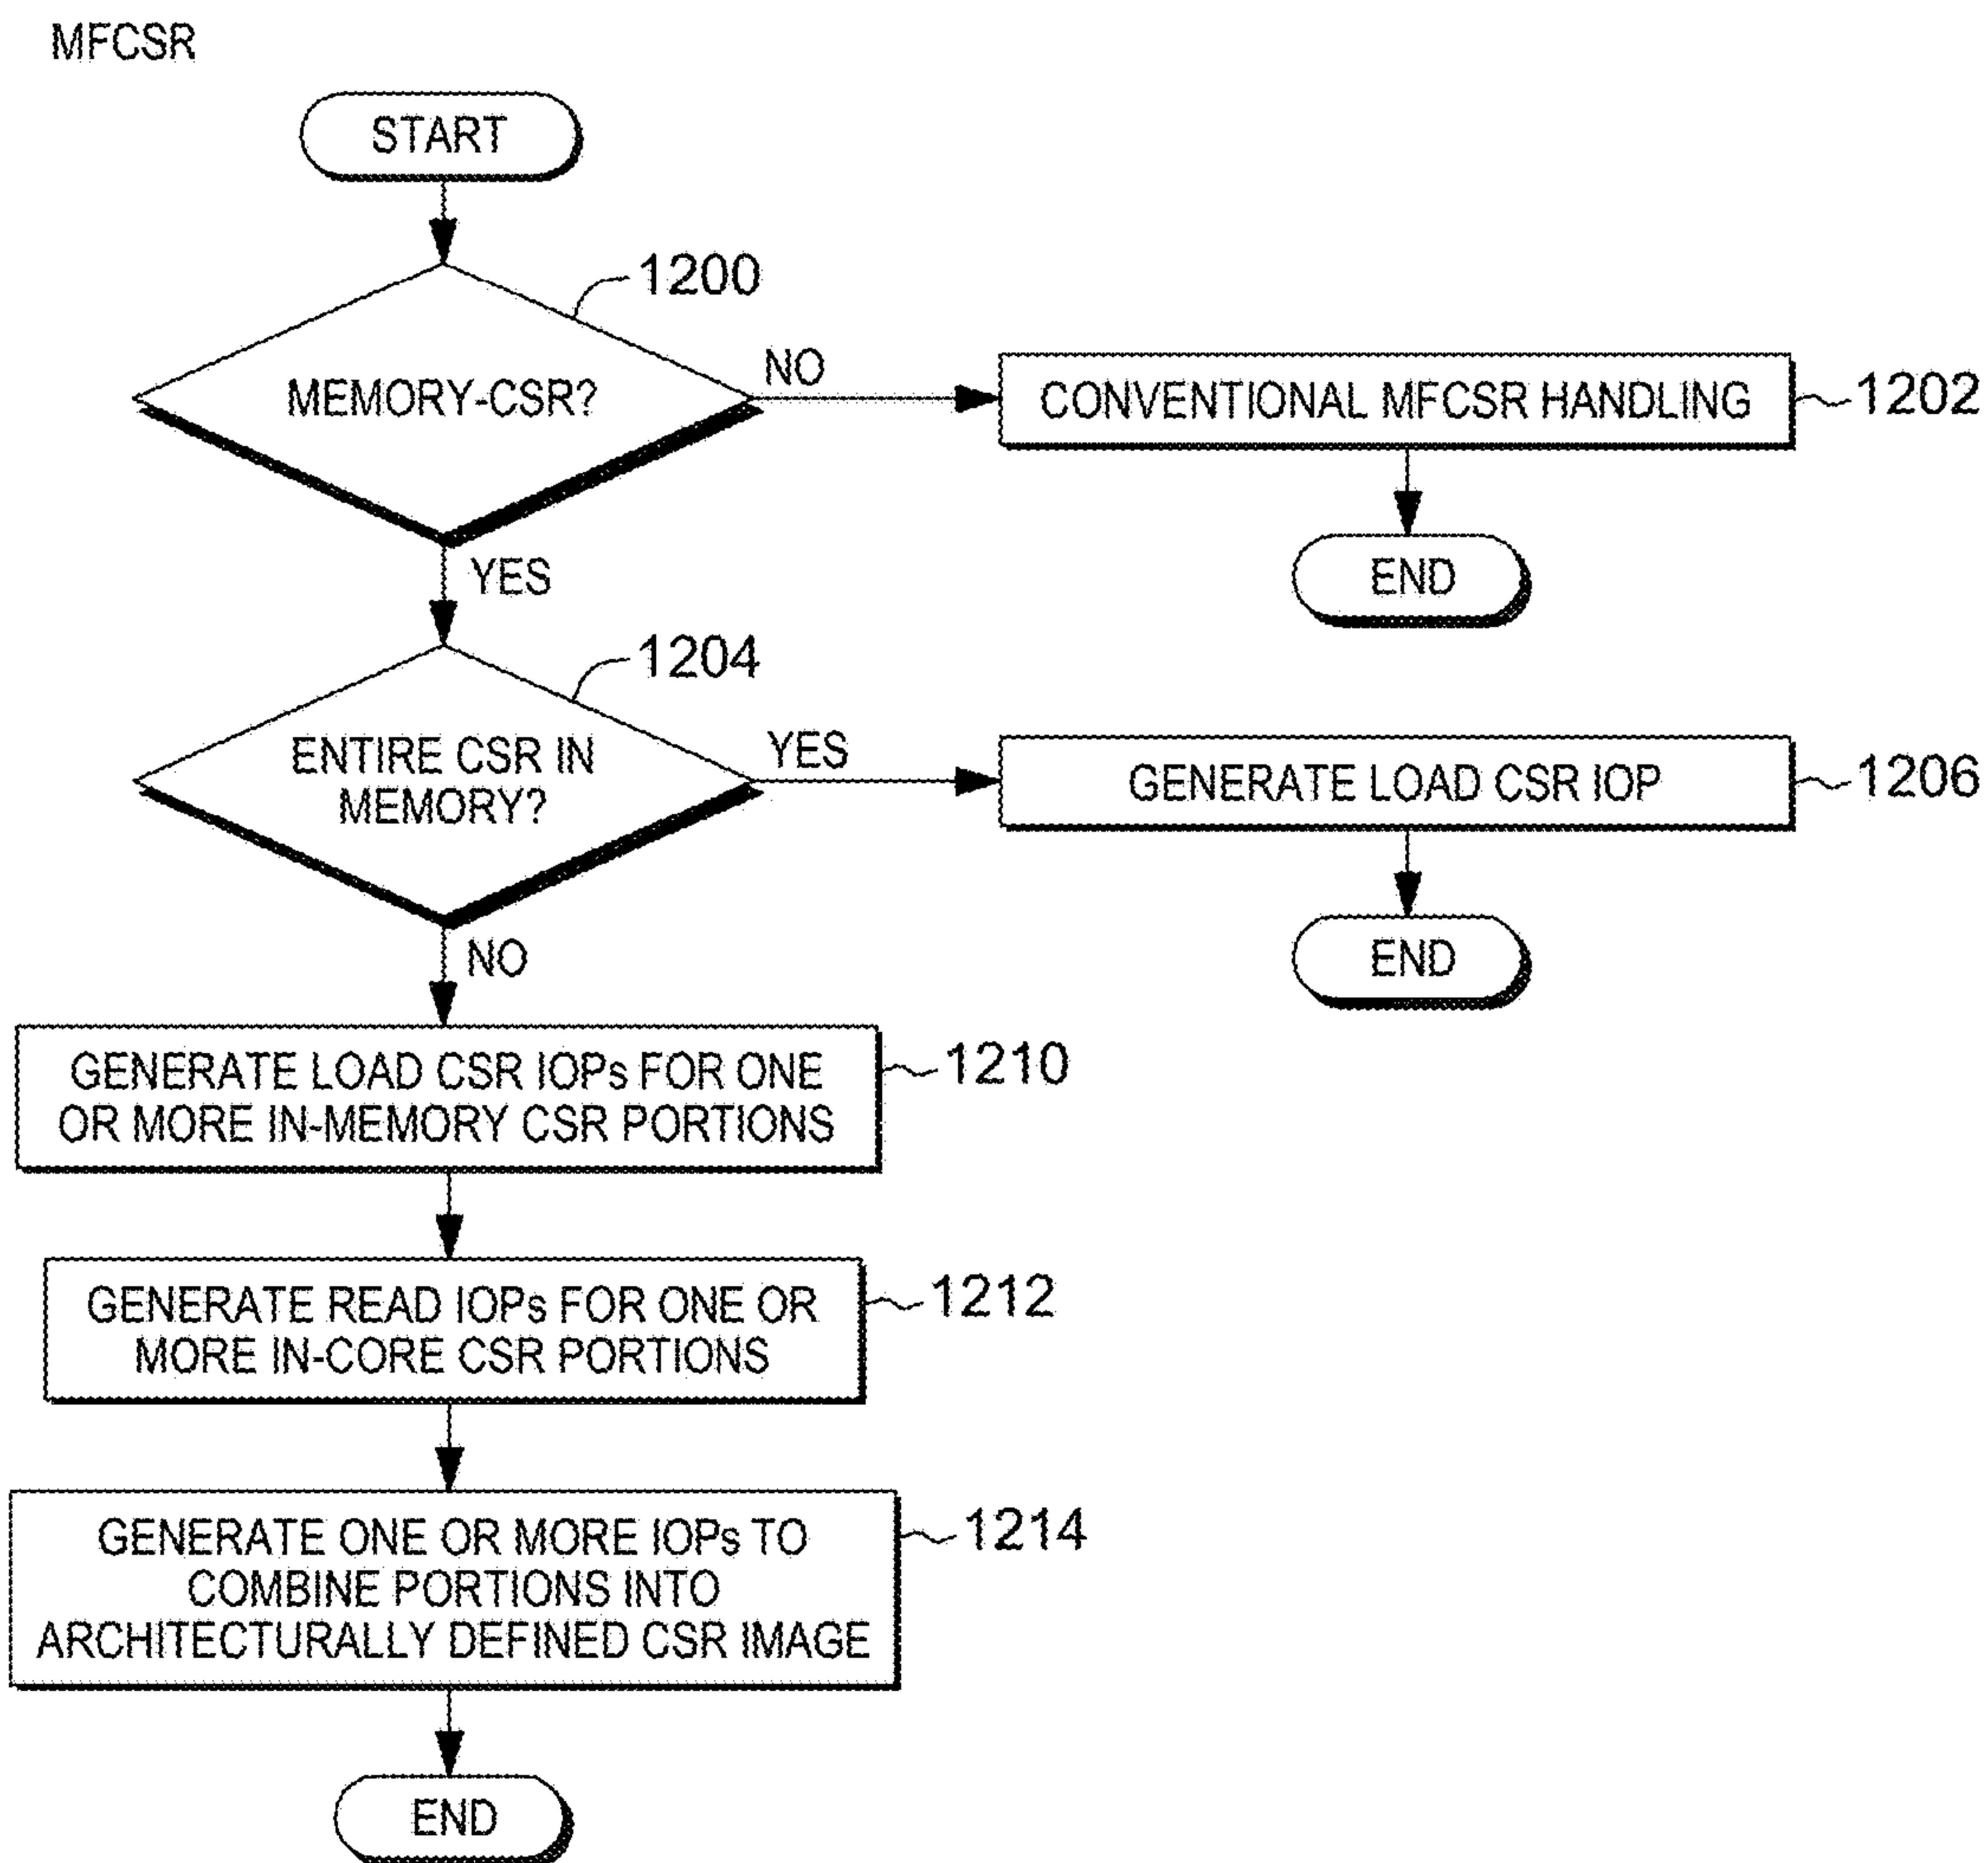 MFCSR
START
1200
MEMORY-CSR?
NO
CONVENTIONAL MFCSR HANDLING
1202
END
YES
1204
ENTIRE CSR IN
MEMORY?
YES
GENERATE LOAD CSR IOP
1206
END
NO
GENERATE LOAD CSR IOPs FOR ONE
OR MORE IN-MEMORY CSR PORTIONS
1210
GENERATE READ IOPs FOR ONE OR
MORE IN-CORE CSR PORTIONS
1212
GENERATE ONE OR MORE IOPs TO
COMBINE PORTIONS INTO
ARCHITECTURALLY DEFINED CSR IMAGE
1214
END